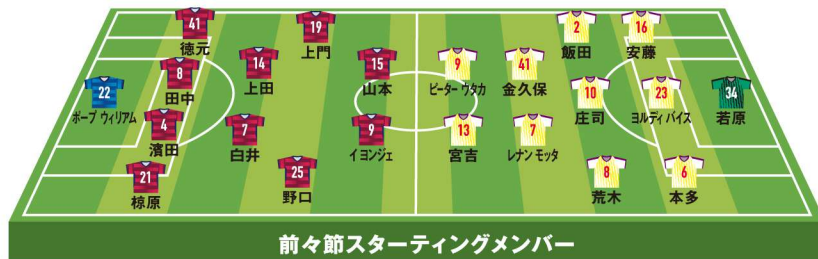 41
徳元
19
上門
2
飯田
16
安藤
14
上田
15
山本
9
ピーター ウタカ
41
金久保
8
田中
22
ポープ ウィリアム
10
庄司
23
ヨルディ バイス
34
若原
4
濱田
7
白井
9
イ ヨンジェ
13
宮吉
7
レナン モッタ
21
椋原
25
野口
8
荒木
6
本多
前々節スターティングメンバー